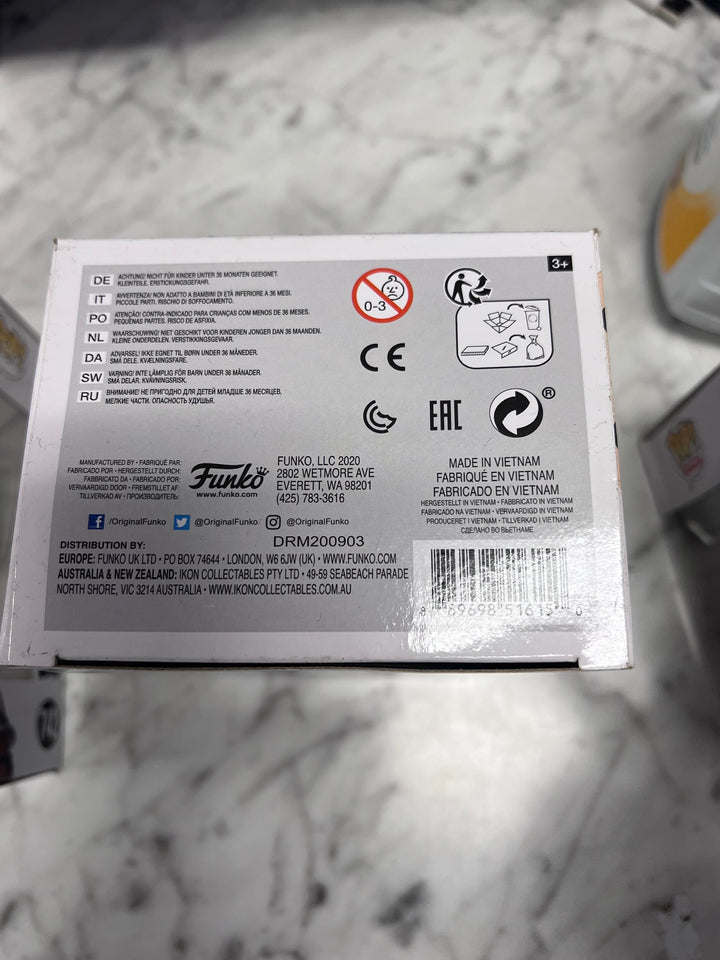 3+
DE ACHTUNG! NICHT FÜR KINDER UNTER 36 MONATEN GEEIGNET.
KLEINTEILE. ERSTICKUNGSGEFAHR.
IT AVVERTENZA! NON ADATTO A BAMBINI DI ETÀ INFERIORE A 36 MESI.
PICCOLE PARTI. RISCHIO DI SOFFOCAMENTO.
PO ATENÇÃO! CONTRA-INDICADO PARA CRIANÇAS COM MENOS DE 36 MESES.
PEQUENAS PARTES. RISCO DE ASFIXIA.
NL WAARSCHUWING! NIET GESCHIKT VOOR KINDEREN JONGER DAN 36 MAANDEN.
KLEINE ONDERDELEN. VERSTIKKINGSGEVAAR.
DA ADVARSEL! IKKE EGNET TIL BØRN UNDER 36 MÅNEDER.
SMÅ DELE. KVÆLNINGSFARE.
SW VARNING! INTE LÄMPLIG FÖR BARN UNDER 36 MÅNADER.
SMÅ DELAR. KVÄVNINGSRISK.
RU ВНИМАНИЕ! НЕ ПРИГОДНО ДЛЯ ДЕТЕЙ МЛАДШЕ 36 МЕСЯЦЕВ.
МЕЛКИЕ ЧАСТИ. ОПАСНОСТЬ УДУШЬЯ.
0-3
CE
EAC
®
MANUFACTURED BY • FABRIQUÉ PAR:
FABRICADO POR • HERGESTELLT DURCH:
FABBRICATO DA • FABRICADO POR:
VERVAARDIGD DOOR • FREMSTILLET AF:
TILLVERKAD AV • ПРОИЗВОДИТЕЛЬ:
Funko
www.funko.com
FUNKO, LLC 2020
2802 WETMORE AVE
EVERETT, WA 98201
(425) 783-3616
MADE IN VIETNAM
FABRIQUÉ EN VIETNAM
FABRICADO EN VIETNAM
HERGESTELLT IN VIETNAM • FABBRICATO IN VIETNAM
FABRICADO NA VIETNAM • VERVAARDIGD IN VIETNAM
PRODUCERET I VIETNAM • TILLVERKAD I VIETNAM
СДЕЛАНО ВО ВЬЕТНАМЕ
/OriginalFunko @OriginalFunko @OriginalFunko
DRM200903
DISTRIBUTION BY:
EUROPE: FUNKO UK LTD • PO BOX 74644 • LONDON, W6 6JW (UK) • WWW.FUNKO.COM
AUSTRALIA & NEW ZEALAND: IKON COLLECTABLES PTY LTD • 49-59 SEABEACH PARADE
NORTH SHORE, VIC 3214 AUSTRALIA • WWW.IKONCOLLECTABLES.COM.AU
8 89698 51615 0